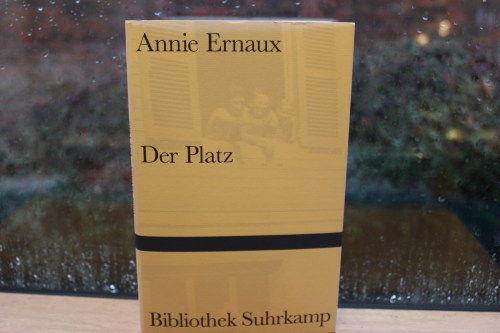 Annie Ernaux
Der Platz
Bibliothek Suhrkamp